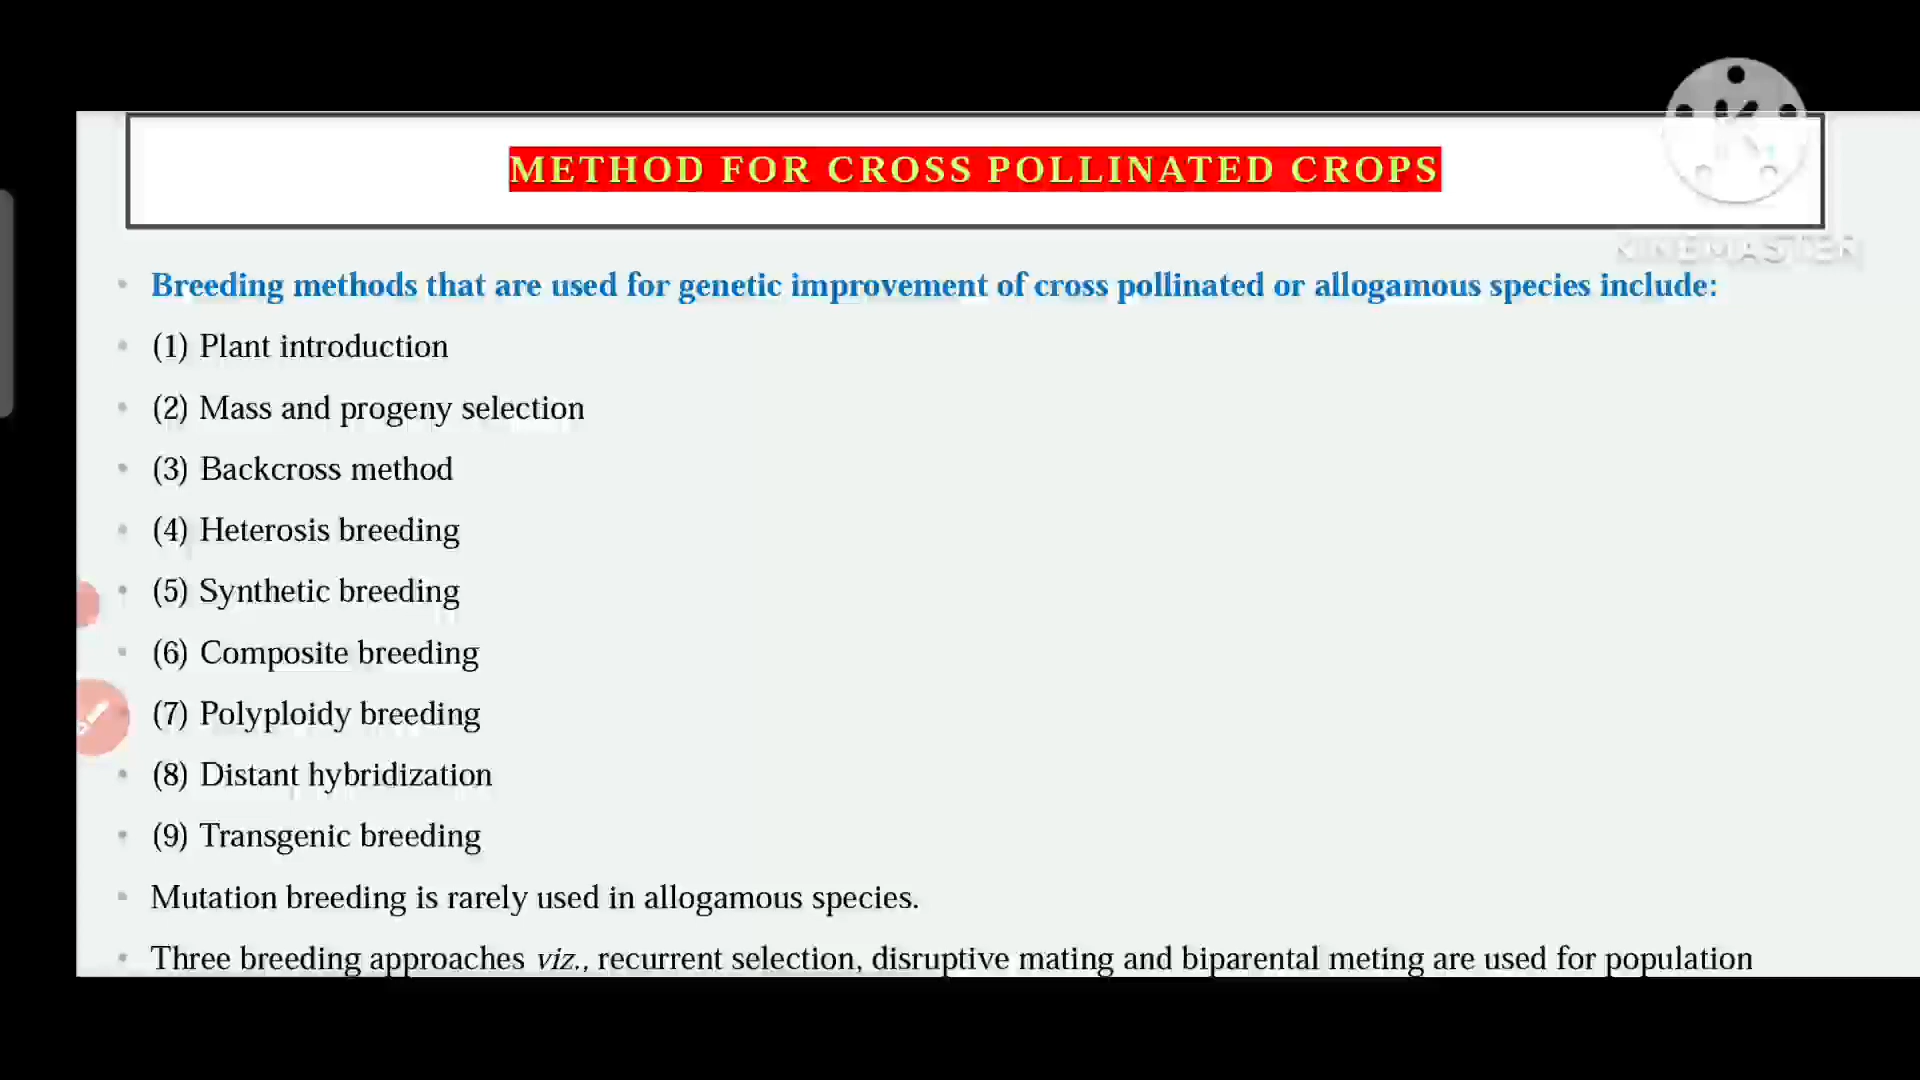 METHOD FOR CROSS POLLINATED CROPS
KINEMASTER
Breeding methods that are used for genetic improvement of cross pollinated or allogamous species include:
(1) Plant introduction
(2) Mass and progeny selection
(3) Backcross method
(4) Heterosis breeding
(5) Synthetic breeding
(6) Composite breeding
(7) Polyploidy breeding
(8) Distant hybridization
(9) Transgenic breeding
Mutation breeding is rarely used in allogamous species.
Three breeding approaches viz., recurrent selection, disruptive mating and biparental meting are used for population